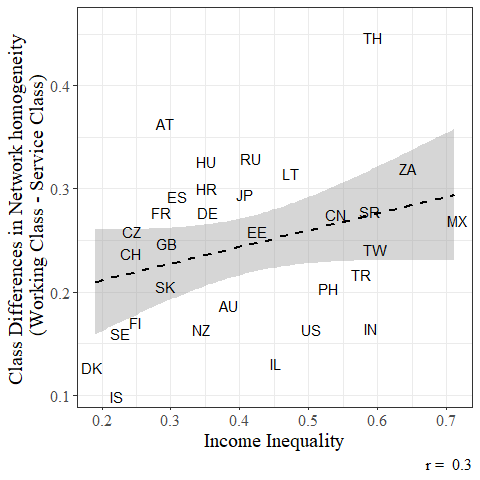 Class Differences in Network homogeneity
(Working Class - Service Class)
TH
0.4
AT
RU
HU
ZA
LT
0.3
HR
JP
ES
FR
DE
SR
CN
MX
CZ
EE
GB
TW
CH
TR
SK
PH
0.2
AU
FI
NZ
US
IN
SE
IL
DK
IS
0.1
0.2 0.3 0.4 0.5 0.6 0.7
Income Inequality
r = 0.3